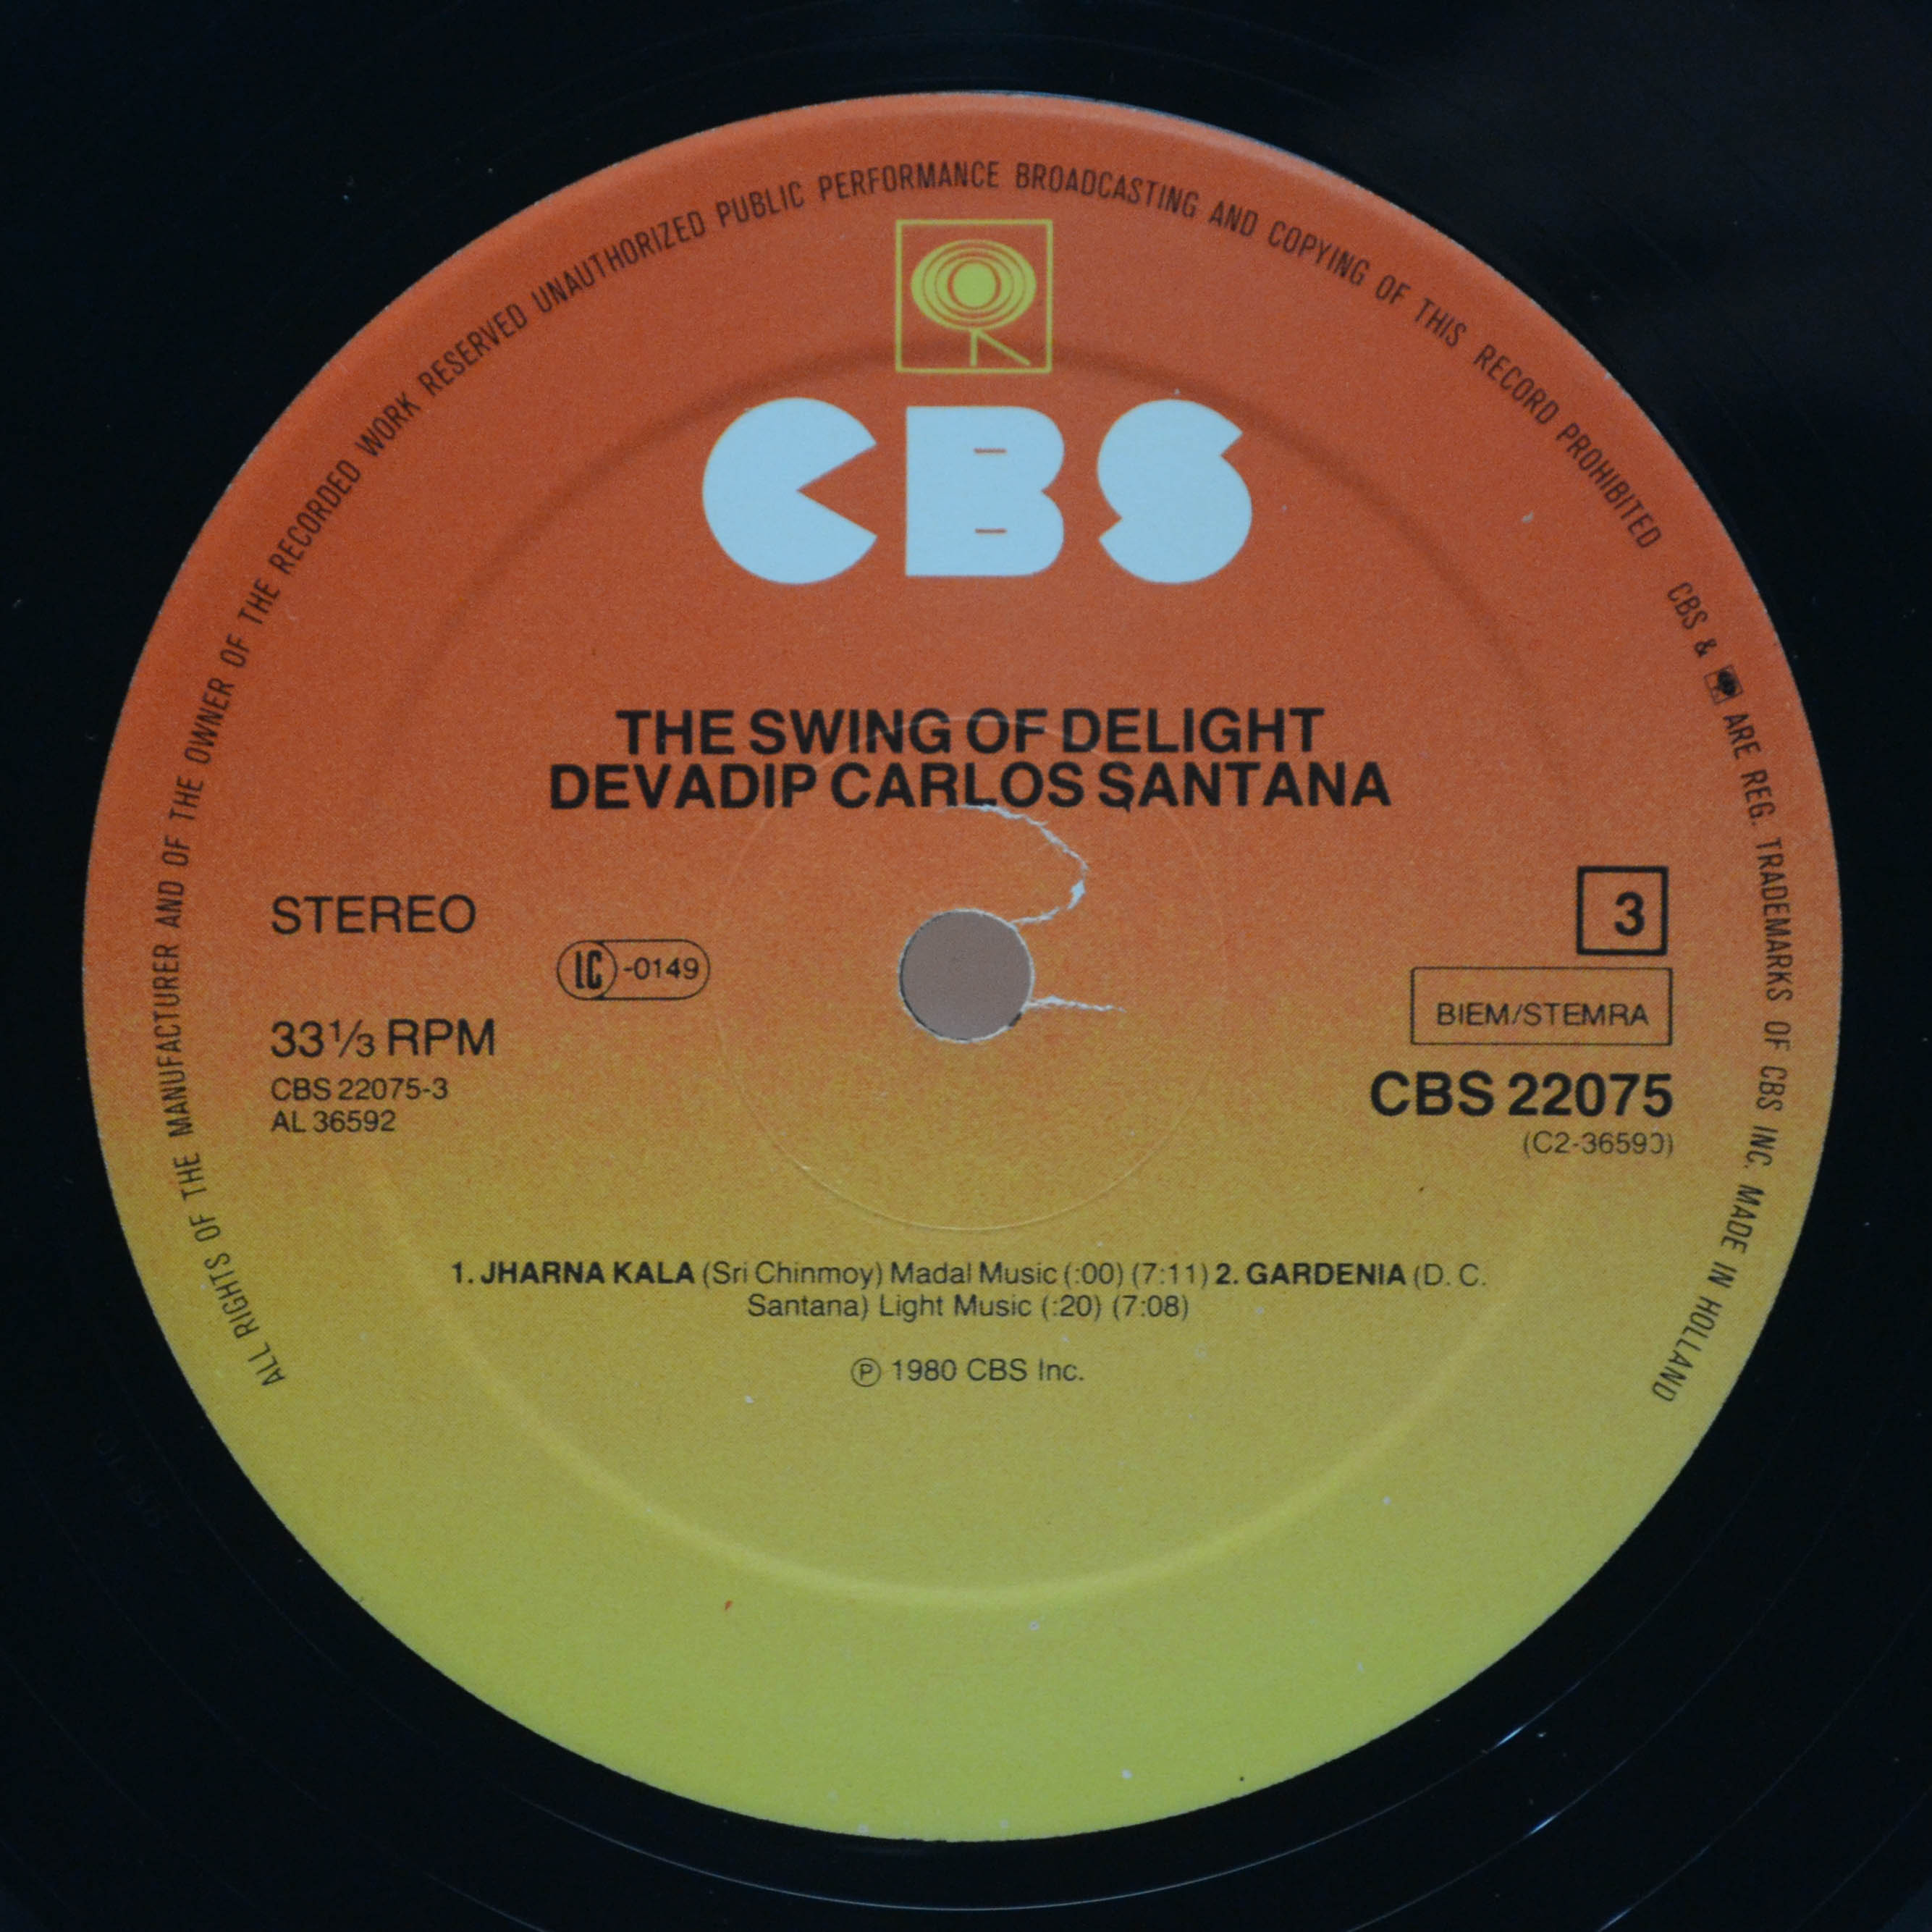 ALL RIGHTS OF THE MANUFACTURER AND OF THE OWNER OF THE RECORDED WORK RESERVED UNAUTHORIZED PUBLIC PERFORMANCE BROADCASTING AND COPYING OF THIS RECORD PROHIBITED CBS & ARE REG. TRADEMARKS OF CBS INC. MADE IN HOLLAND
CBS
THE SWING OF DELIGHT
DEVADIP CARLOS SANTANA
STEREO
3
LC-0149
BIEM/STEMRA
33⅓ RPM
CBS 22075-3
AL 36592
CBS 22075
(C2-36590)
1. JHARNA KALA (Sri Chinmoy) Madal Music (:00) (7:11) 2. GARDENIA (D. C.
Santana) Light Music (:20) (7:08)
℗ 1980 CBS Inc.